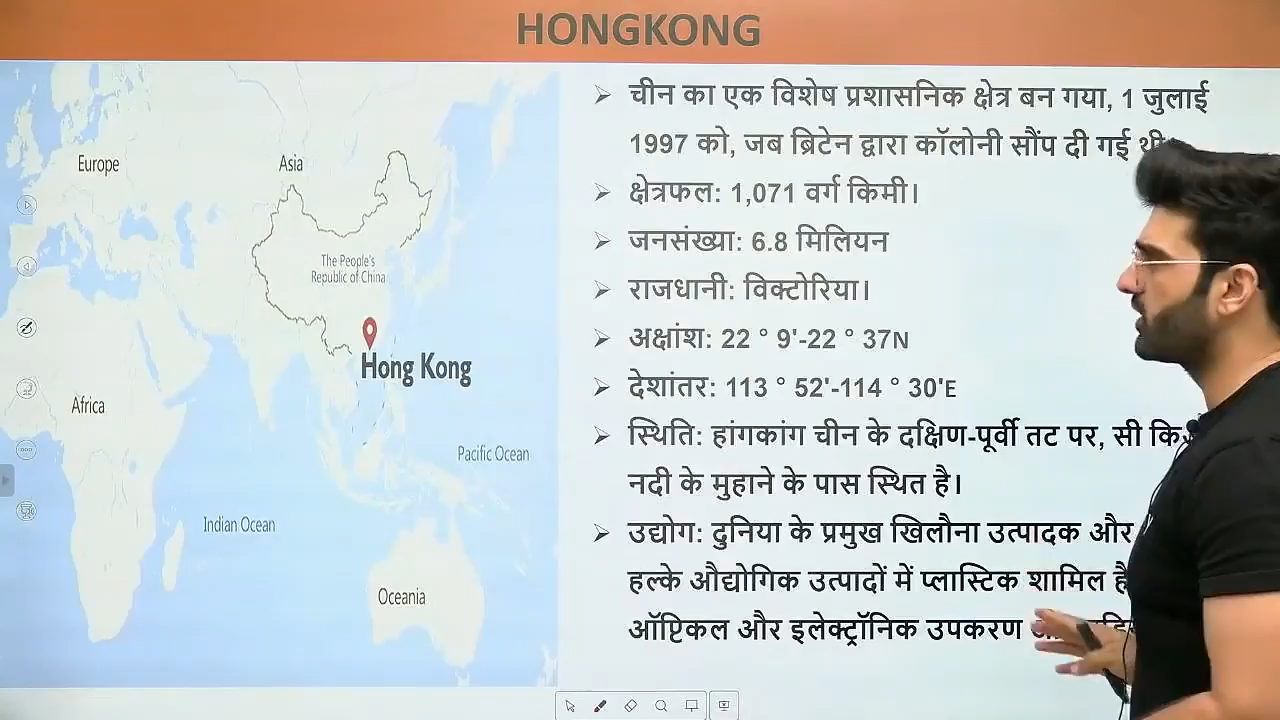 HONGKONG
Europe
Asia
The People's
Republic of China
Hong Kong
Africa
Pacific Ocean
Indian Ocean
Oceania
➢ चीन का एक विशेष प्रशासनिक क्षेत्र बन गया, 1 जुलाई
1997 को, जब ब्रिटेन द्वारा कॉलोनी सौंप दी गई थी
➢ क्षेत्रफल: 1,071 वर्ग किमी।
➢ जनसंख्या: 6.8 मिलियन
➢ राजधानी: विक्टोरिया।
➢ अक्षांश: 22 ° 9'-22 ° 37N
➢ देशांतर: 113 ° 52'-114 ° 30'E
➢ स्थिति: हांगकांग चीन के दक्षिण-पूर्वी तट पर, सी
नदी के मुहाने के पास स्थित है।
➢ उद्योग: दुनिया के प्रमुख खिलौना उत्पादक और
हल्के औद्योगिक उत्पादों में प्लास्टिक शामिल
ऑप्टिकल और इलेक्ट्रॉनिक उपकरण